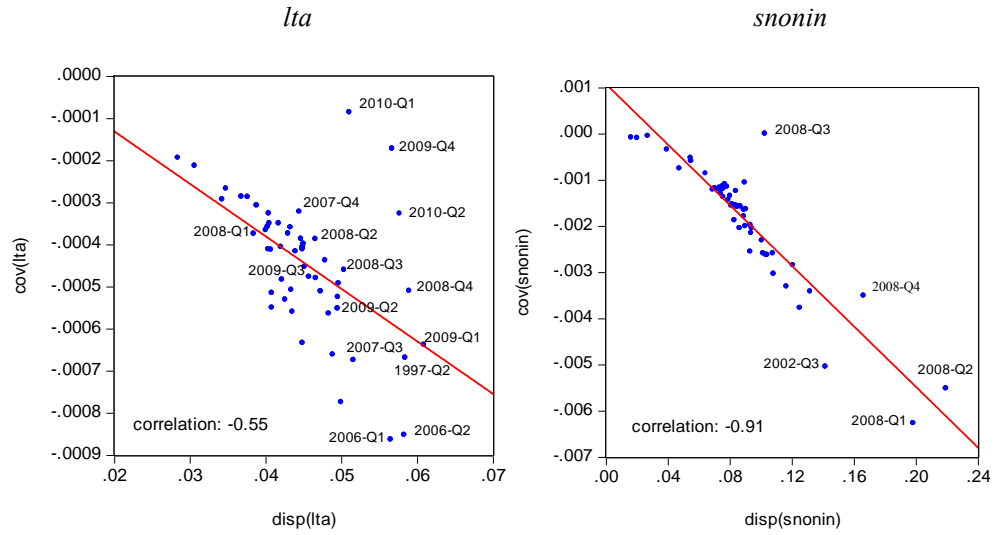 lta
snonin
.0000
-.0001
-.0002
-.0003
-.0004
-.0005
-.0006
-.0007
-.0008
-.0009
cov(lta)
2010-Q1
2009-Q4
2007-Q4
2010-Q2
2008-Q1
2008-Q2
2009-Q3
2008-Q3
2008-Q4
2009-Q2
2009-Q1
2007-Q3
1997-Q2
2006-Q1
2006-Q2
correlation: -0.55
.02 .03 .04 .05 .06 .07
disp(lta)
.001
.000
-.001
-.002
-.003
-.004
-.005
-.006
-.007
cov(snonin)
2008-Q3
2008-Q4
2002-Q3
2008-Q2
2008-Q1
correlation: -0.91
.00 .04 .08 .12 .16 .20 .24
disp(snonin)